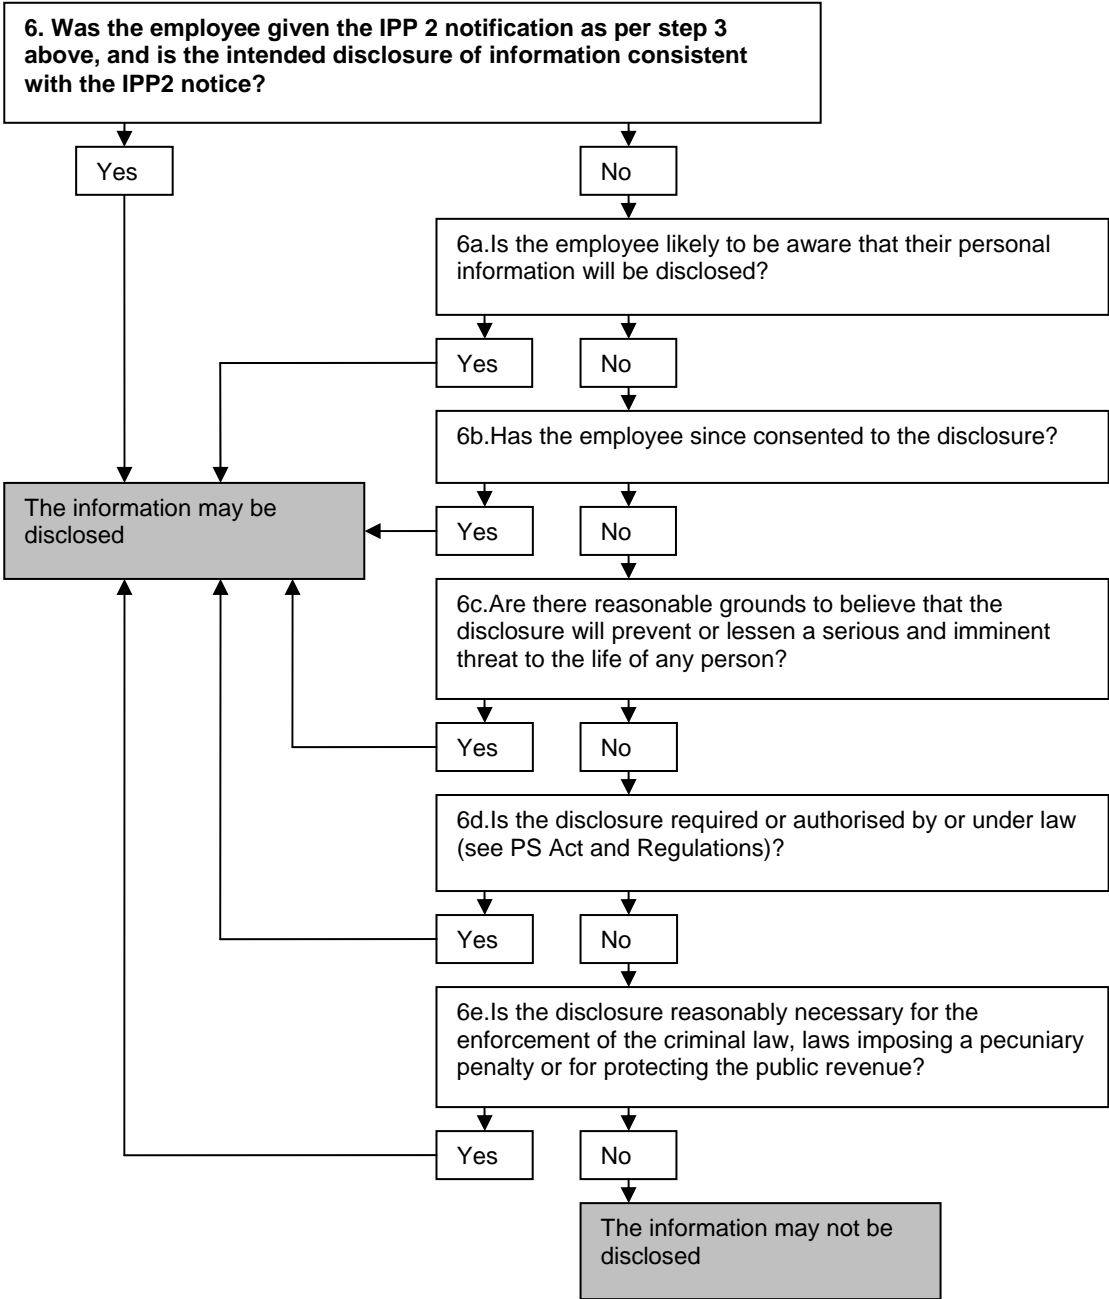 6. Was the employee given the IPP 2 notification as per step 3
above, and is the intended disclosure of information consistent
with the IPP2 notice?
Yes
No
6a.Is the employee likely to be aware that their personal
information will be disclosed?
Yes
No
6b.Has the employee since consented to the disclosure?
The information may be
disclosed
Yes
No
6c.Are there reasonable grounds to believe that the
disclosure will prevent or lessen a serious and imminent
threat to the life of any person?
Yes
No
6d.Is the disclosure required or authorised by or under law
(see PS Act and Regulations)?
Yes
No
6e.Is the disclosure reasonably necessary for the
enforcement of the criminal law, laws imposing a pecuniary
penalty or for protecting the public revenue?
Yes
No
The information may not be
disclosed